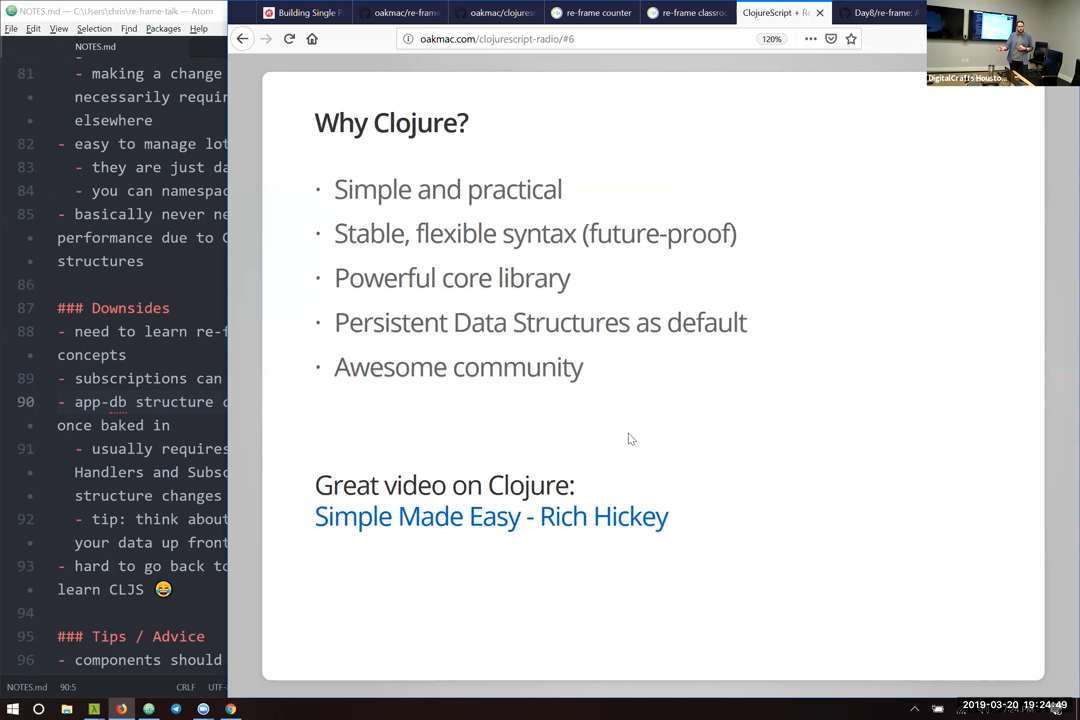 NOTES.md — C:\Users\chris\re-frame-talk — Atom
File Edit View Selection Find Packages Help
NOTES.md
81 - making a change
necessarily requir
elsewhere
82 - easy to manage lot
83 - they are just da
84 - you can namespac
85 - basically never ne
performance due to C
structures
86
87 ### Downsides
88 - need to learn re-f
concepts
89 - subscriptions can
90 - app-db structure c
once baked in
91 - usually requires
Handlers and Subsc
structure changes
92 - tip: think about
your data up front
93 - hard to go back to
learn CLJS 😂
94
95 ### Tips / Advice
96 - components should
NOTES.md 90:5 CRLF UTF-
Building Single P
oakmac/re-frame
oakmac/clojures
re-frame counter
re-frame classro
ClojureScript + Re
Day8/re-frame: A
oakmac.com/clojurescript-radio/#6
120%
DigitalCrafts Housto...
Why Clojure?
· Simple and practical
· Stable, flexible syntax (future-proof)
· Powerful core library
· Persistent Data Structures as default
· Awesome community
Great video on Clojure:
Simple Made Easy - Rich Hickey
2019-03-20 19:24:49